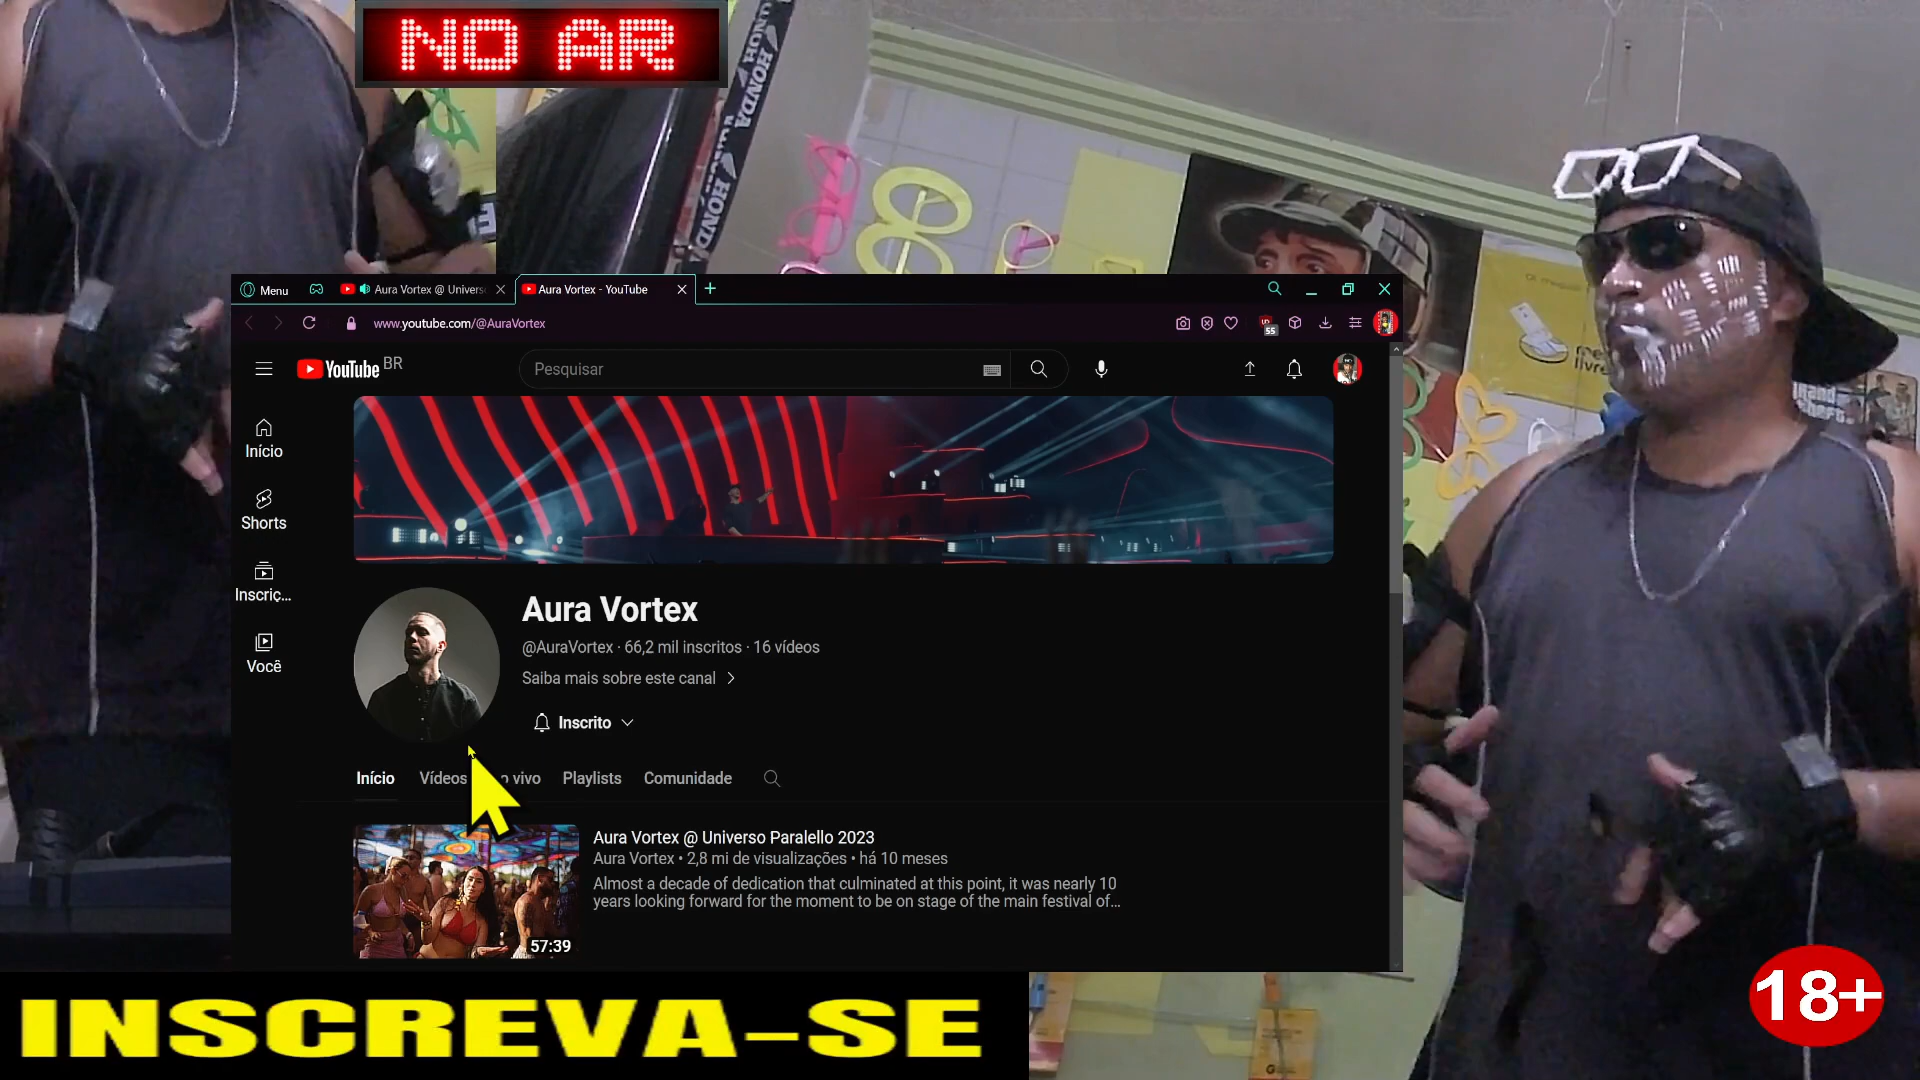 NO AR
HONDA
HONDA
Menu
Aura Vortex @ Univers
Aura Vortex - YouTube
www.youtube.com/@AuraVortex
55
YouTube BR
Pesquisar
Início
Shorts
Inscriç...
Você
Aura Vortex
@AuraVortex · 66,2 mil inscritos · 16 vídeos
Saiba mais sobre este canal
Inscrito
Início Vídeos vivo Playlists Comunidade
Aura Vortex @ Universo Paralello 2023
Aura Vortex • 2,8 mi de visualizações • há 10 meses
Almost a decade of dedication that culminated at this point, it was nearly 10
years looking forward for the moment to be on stage of the main festival of...
57:39
grand
theft
INSCREVA-SE
18+